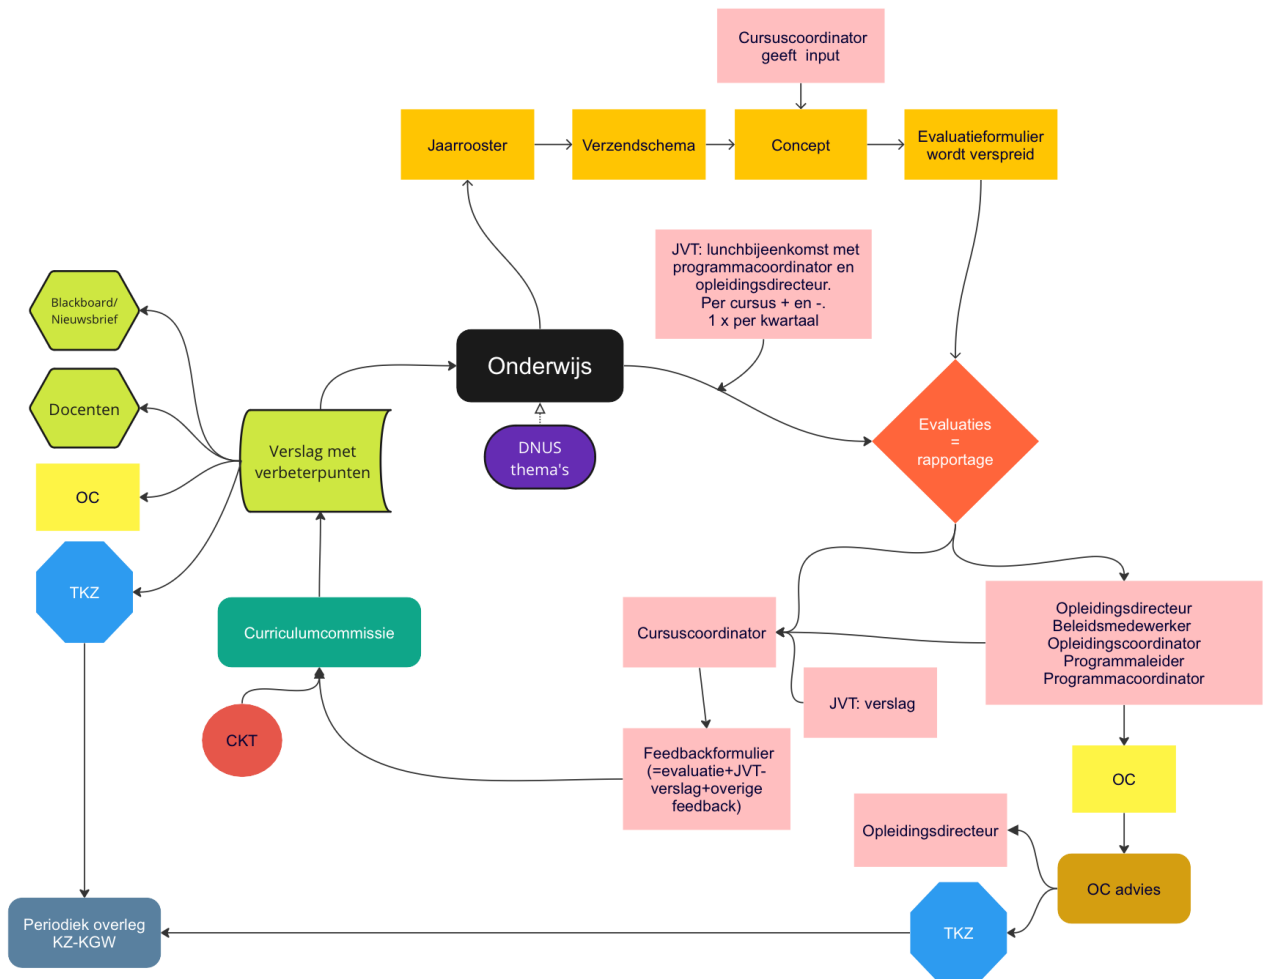 Cursuscoordinator
geeft input
Jaarrooster
Verzendschema
Concept
Evaluatieformulier
wordt verspreid
JVT: lunchbijeenkomst met
programmacoordinator en
opleidingsdirecteur.
Per cursus + en -.
1 x per kwartaal
Blackboard/
Nieuwsbrief
Onderwijs
Docenten
DNUS
thema's
Evaluaties
=
rapportage
Verslag met
verbeterpunten
OC
TKZ
Curriculumcommissie
Cursuscoordinator
Opleidingsdirecteur
Beleidsmedewerker
Opleidingscoordinator
Programmaleider
Programmacoordinator
JVT: verslag
CKT
Feedbackformulier
(=evaluatie+JVT-
verslag+overige
feedback)
OC
Opleidingsdirecteur
OC advies
Periodiek overleg
KZ-KGW
TKZ